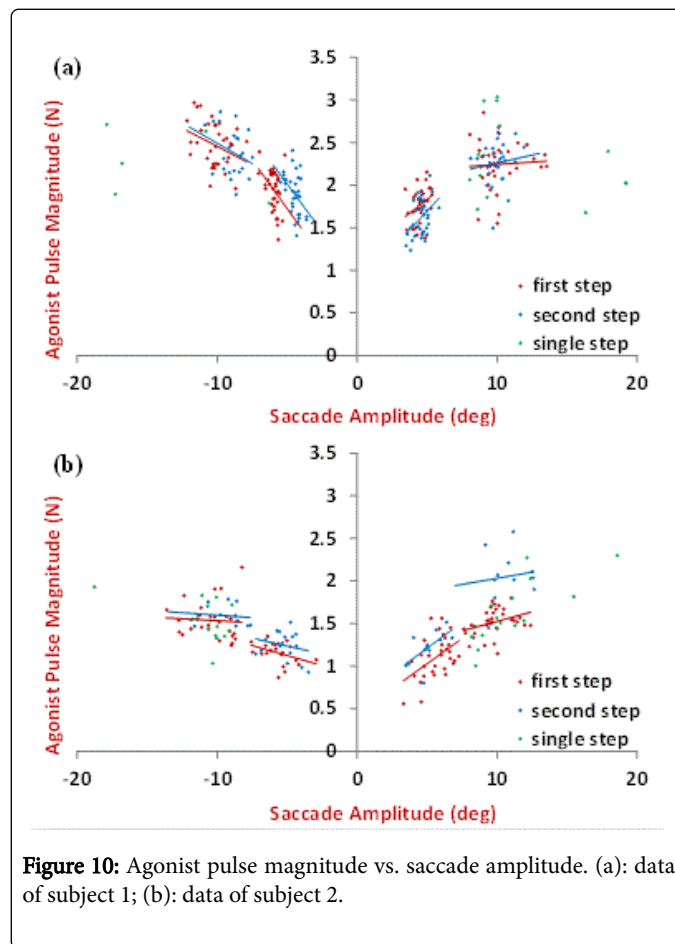 (a)
Agonist Pulse Magnitude (N)
3.5
3
2.5
2
1.5
1
0.5
0
-20
-10
0
10
20
first step
second step
single step
Saccade Amplitude (deg)
(b)
Agonist Pulse Magnitude (N)
3.5
3
2.5
2
1.5
1
0.5
0
-20
-10
0
10
20
first step
second step
single step
Saccade Amplitude (deg)
Figure 10: Agonist pulse magnitude vs. saccade amplitude. (a): data
of subject 1; (b): data of subject 2.